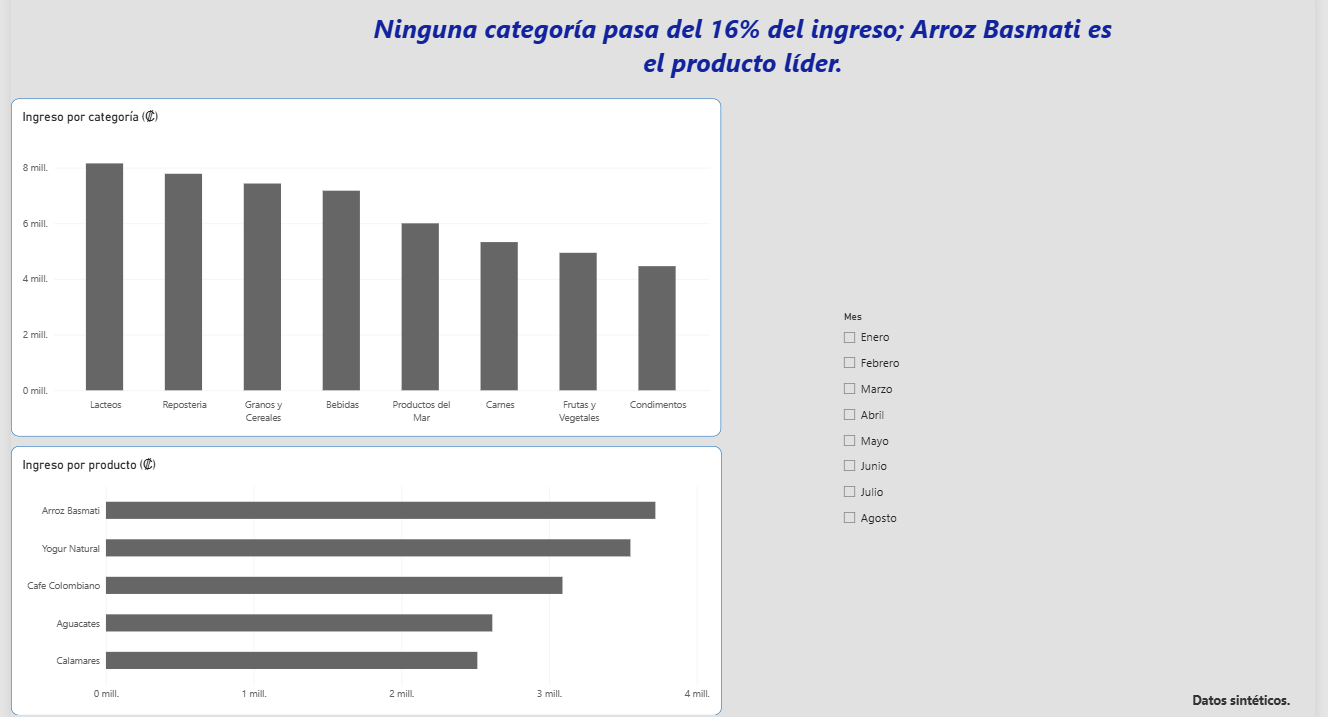 Ninguna categoría pasa del 16% del ingreso; Arroz Basmati es
el producto líder.
Ingreso por categoría (₡)
8 mill.
6 mill.
4 mill.
2 mill.
0 mill.
Lacteos
Reposteria
Granos y
Cereales
Bebidas
Productos del
Mar
Carnes
Frutas y
Vegetales
Condimentos
Ingreso por producto (₡)
Arroz Basmati
Yogur Natural
Cafe Colombiano
Aguacates
Calamares
0 mill.
1 mill.
2 mill.
3 mill.
4 mill.
Mes
Enero
Febrero
Marzo
Abril
Mayo
Junio
Julio
Agosto
Datos sintéticos.